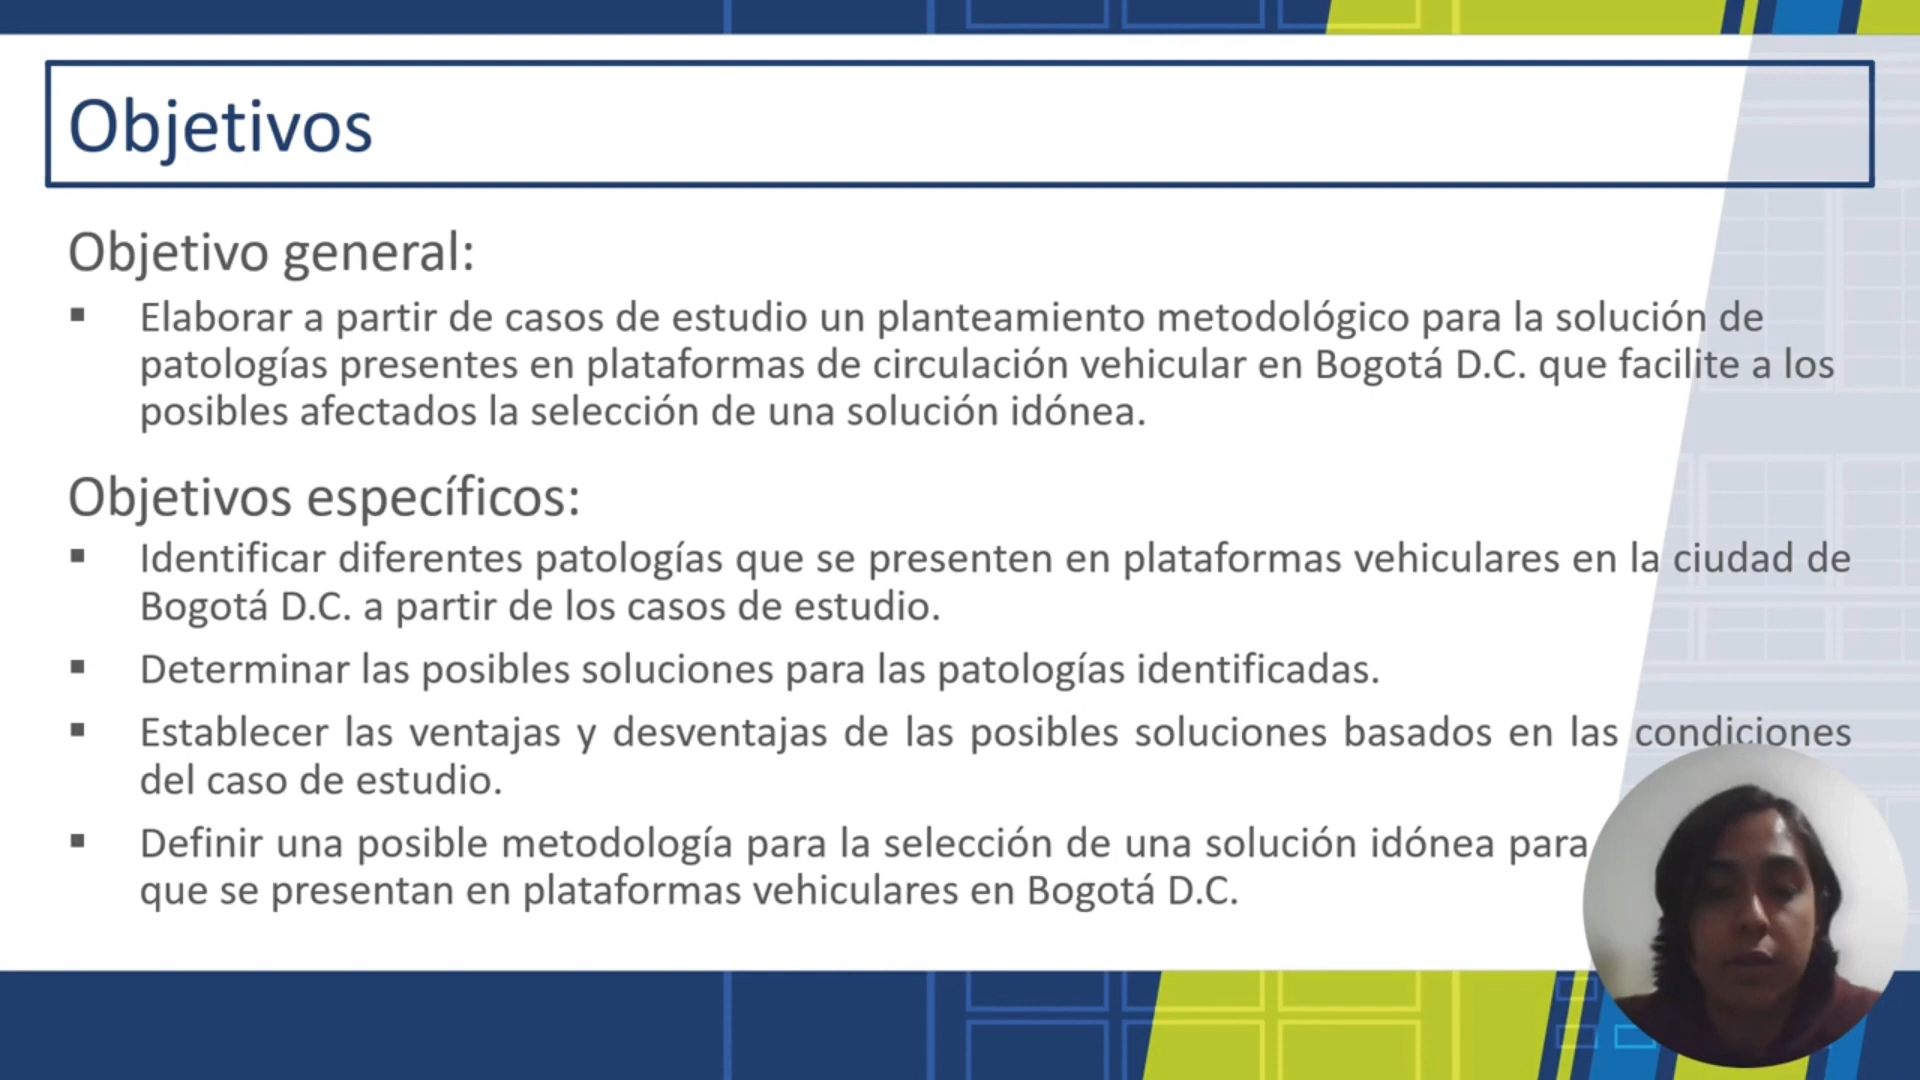 Objetivos
Objetivo general:
▪ Elaborar a partir de casos de estudio un planteamiento metodológico para la solución de
patologías presentes en plataformas de circulación vehicular en Bogotá D.C. que facilite a los
posibles afectados la selección de una solución idónea.
Objetivos específicos:
▪ Identificar diferentes patologías que se presenten en plataformas vehiculares en la ciudad de
Bogotá D.C. a partir de los casos de estudio.
▪ Determinar las posibles soluciones para las patologías identificadas.
▪ Establecer las ventajas y desventajas de las posibles soluciones basados en las condiciones
del caso de estudio.
▪ Definir una posible metodología para la selección de una solución idónea para
que se presentan en plataformas vehiculares en Bogotá D.C.